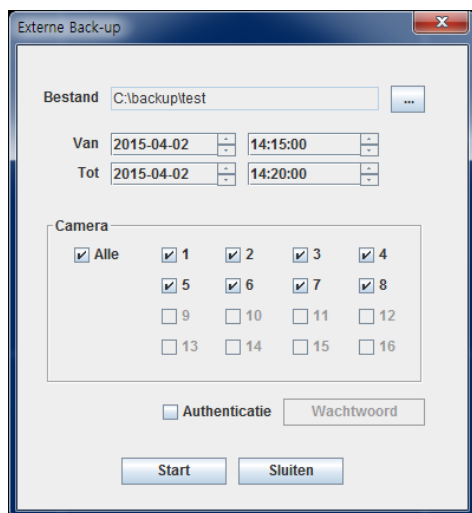 Externe Back-up
Bestand C:\backup\test ...
Van 2015-04-02 14:15:00
Tot 2015-04-02 14:20:00
Camera
Alle 1 2 3 4
5 6 7 8
9 10 11 12
13 14 15 16
Authenticatie Wachtwoord
Start Sluiten